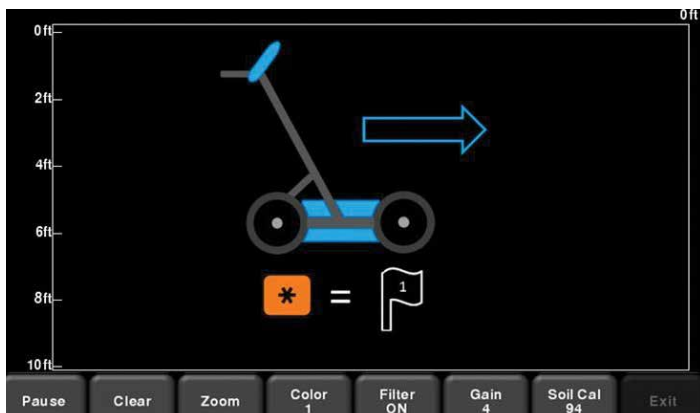 0ft
0ft
2ft
4ft
6ft
* =
1
8ft
10ft
Pause
Clear
Zoom
Color
1
Filter
ON
Gain
4
Soil Cal
94
Exit